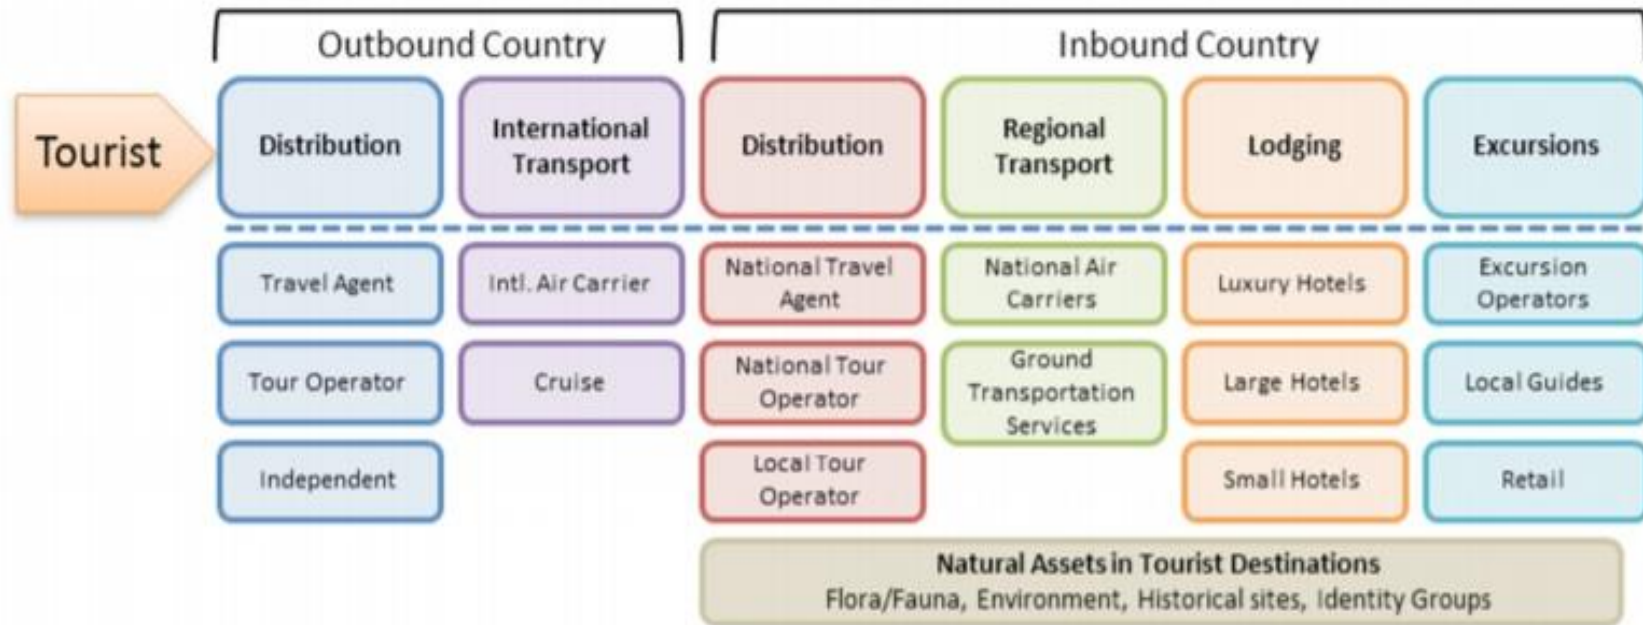 Outbound Country
Inbound Country
Tourist
Distribution
International
Transport
Distribution
Regional
Transport
Lodging
Excursions
Travel Agent
Intl. Air Carrier
National Travel
Agent
National Air
Carriers
Luxury Hotels
Excursion
Operators
Tour Operator
Cruise
National Tour
Operator
Ground
Transportation
Services
Large Hotels
Local Guides
Independent
Local Tour
Operator
Small Hotels
Retail
Natural Assets in Tourist Destinations
Flora/Fauna, Environment, Historical sites, Identity Groups